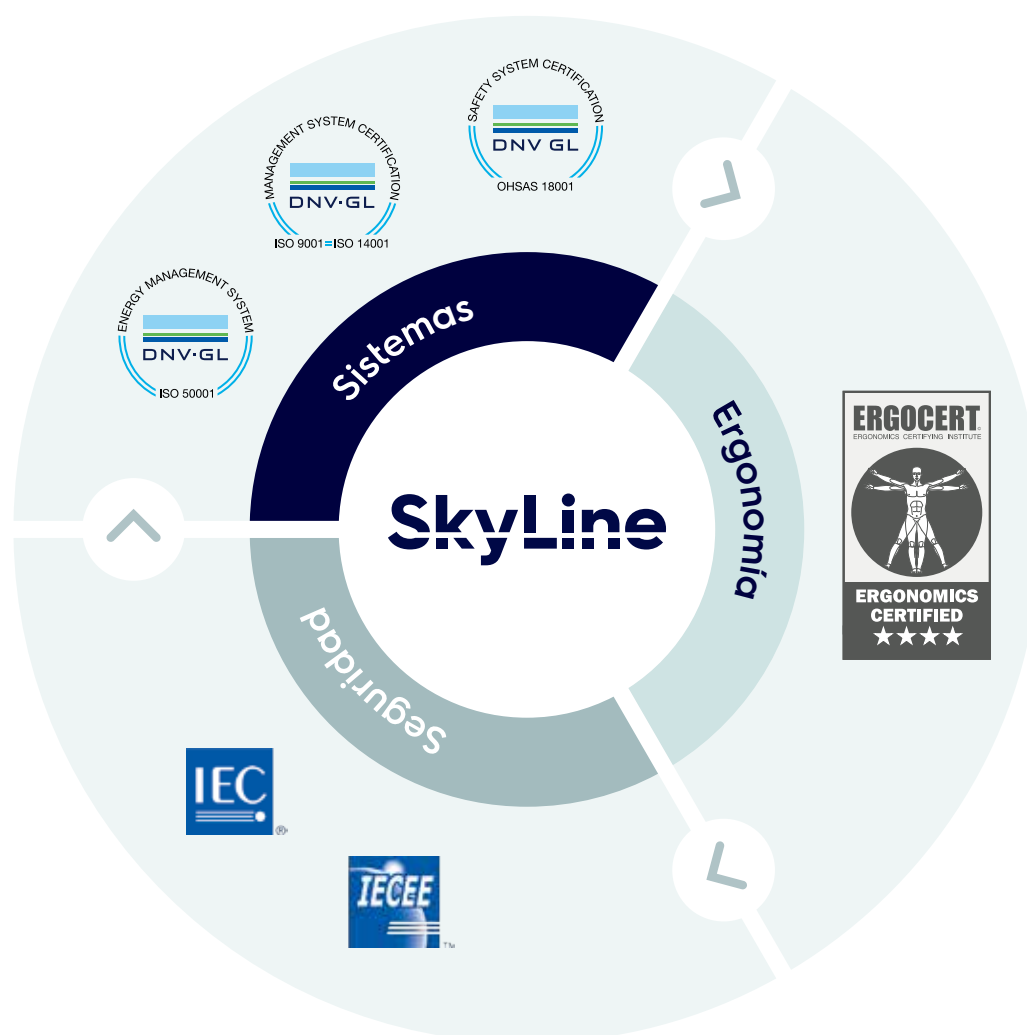 SAFETY SYSTEM CERTIFICATION
DNV GL
OHSAS 18001
MANAGEMENT SYSTEM CERTIFICATION
DNV·GL
ISO 9001=ISO 14001
ENERGY MANAGEMENT SYSTEM
DNV·GL
ISO 50001
Sistemas
Ergonomía
Seguridad
SkyLine
ERGOCERT®
ERGONOMICS CERTIFYING INSTITUTE
ERGONOMICS
CERTIFIED
IEC
®
IECEE
™